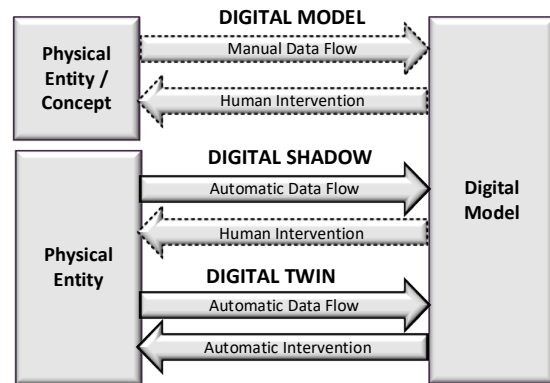 DIGITAL MODEL
Physical
Entity /
Concept
Manual Data Flow
Human Intervention
DIGITAL SHADOW
Automatic Data Flow
Human Intervention
Physical
Entity
DIGITAL TWIN
Automatic Data Flow
Automatic Intervention
Digital
Model